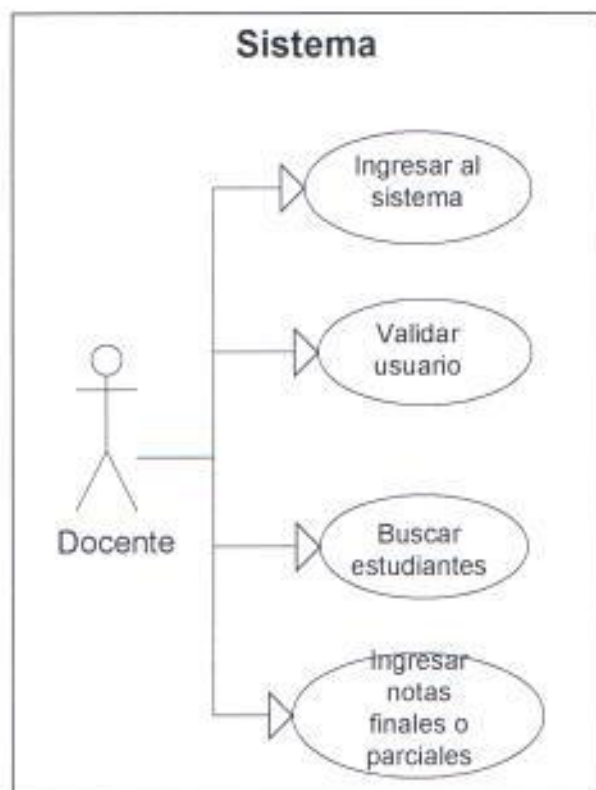 Sistema
Ingresar al
sistema
Validar
usuario
Docente
Buscar
estudiantes
Ingresar
notas
finales o
parciales